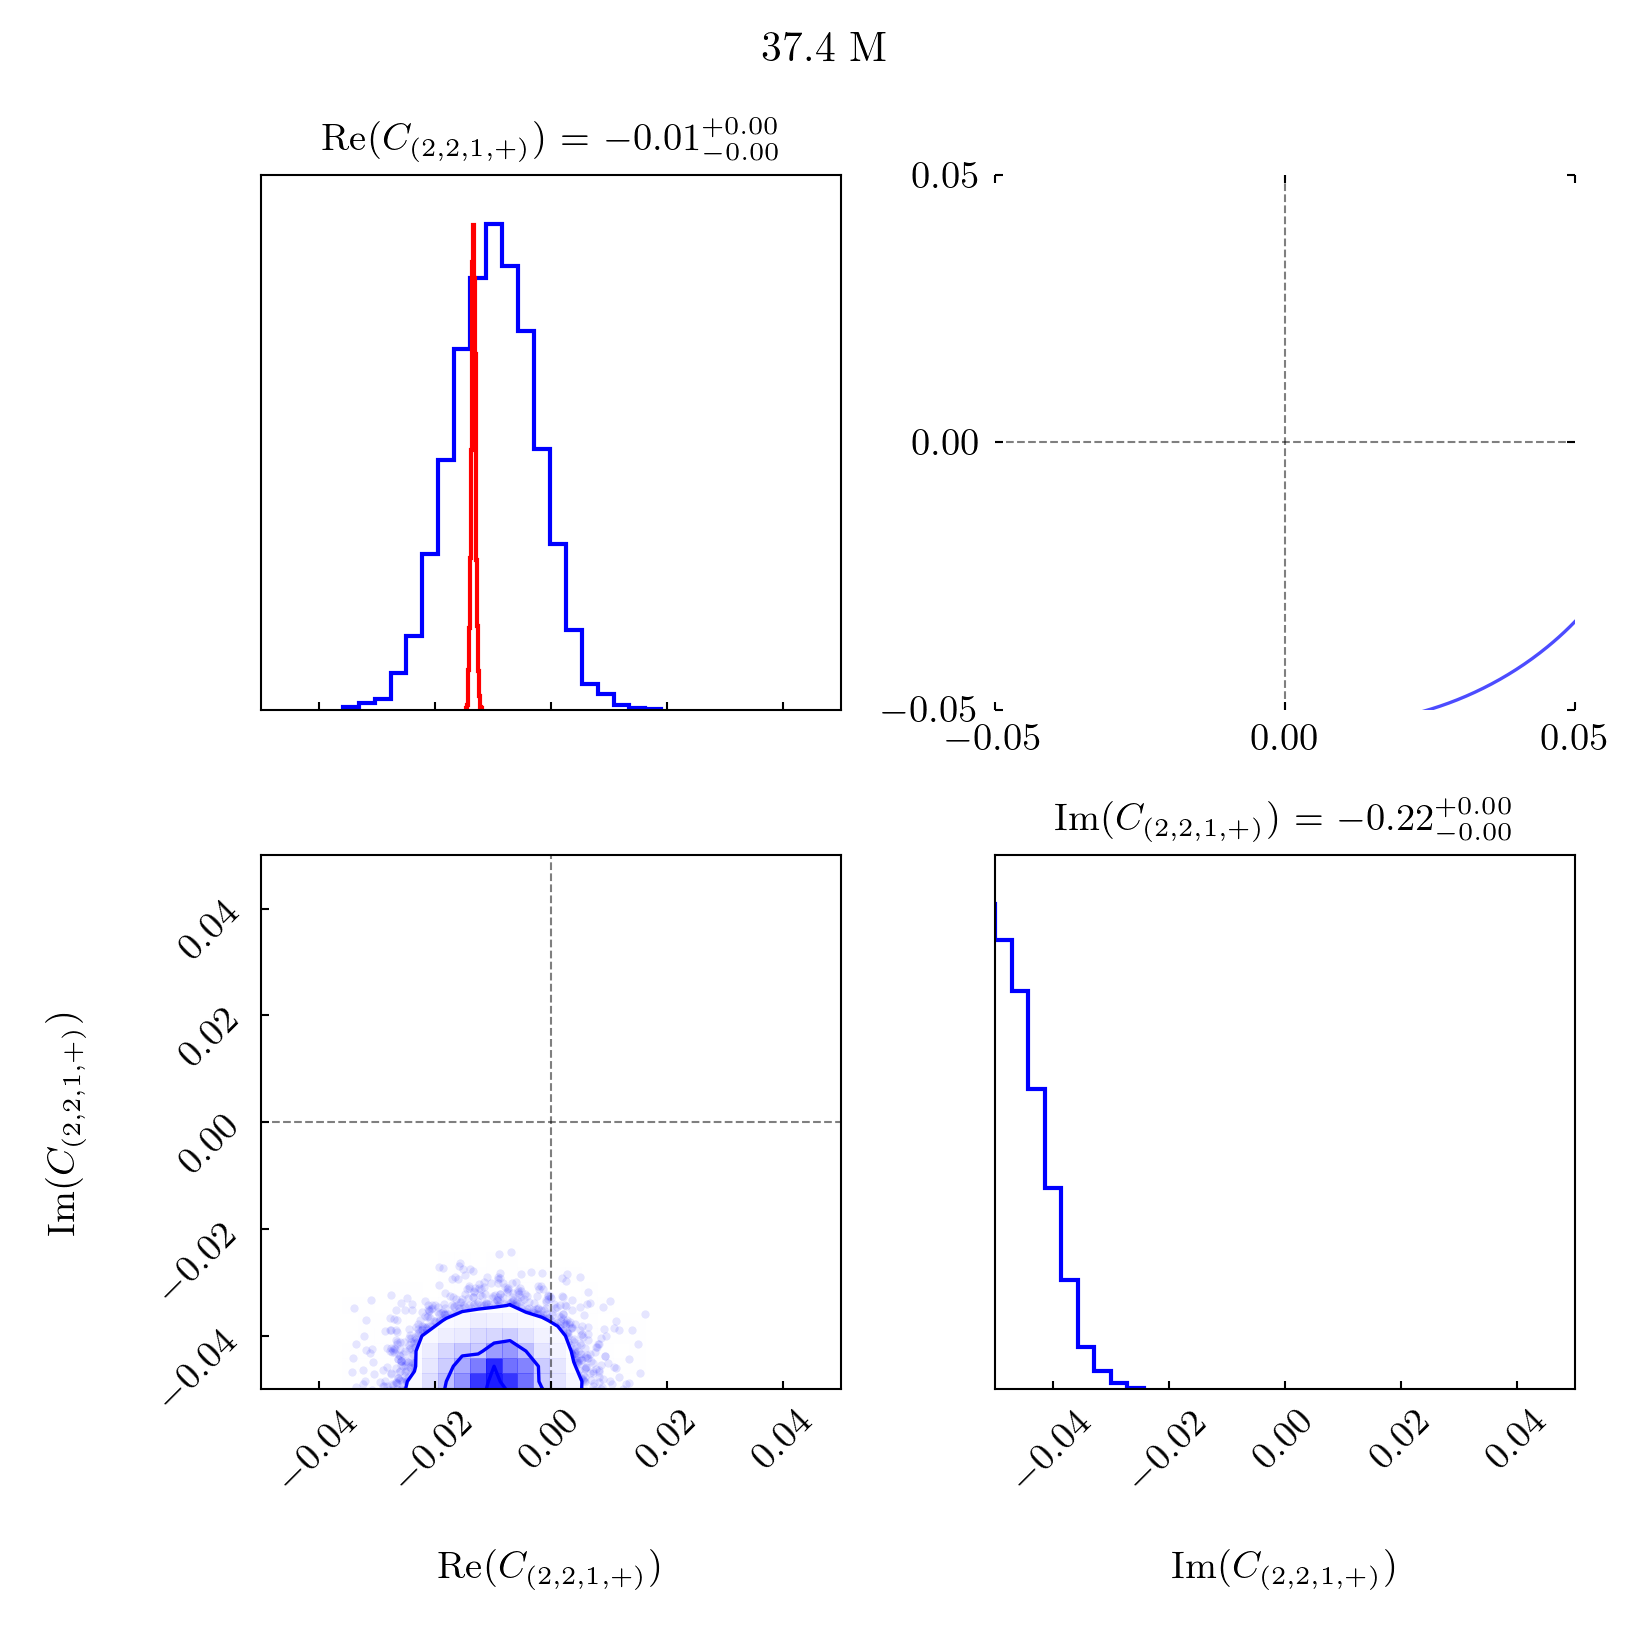 37.4 M
Re(C_(2,2,1,+)) = −0.01^{+0.00}_{−0.00}
0.05
0.00
−0.05
−0.05 0.00 0.05
Im(C_(2,2,1,+)) = −0.22^{+0.00}_{−0.00}
0.04
0.02
0.00
−0.02
−0.04
Im(C_(2,2,1,+))
−0.04 −0.02 0.00 0.02 0.04
−0.04 −0.02 0.00 0.02 0.04
Re(C_(2,2,1,+))
Im(C_(2,2,1,+))